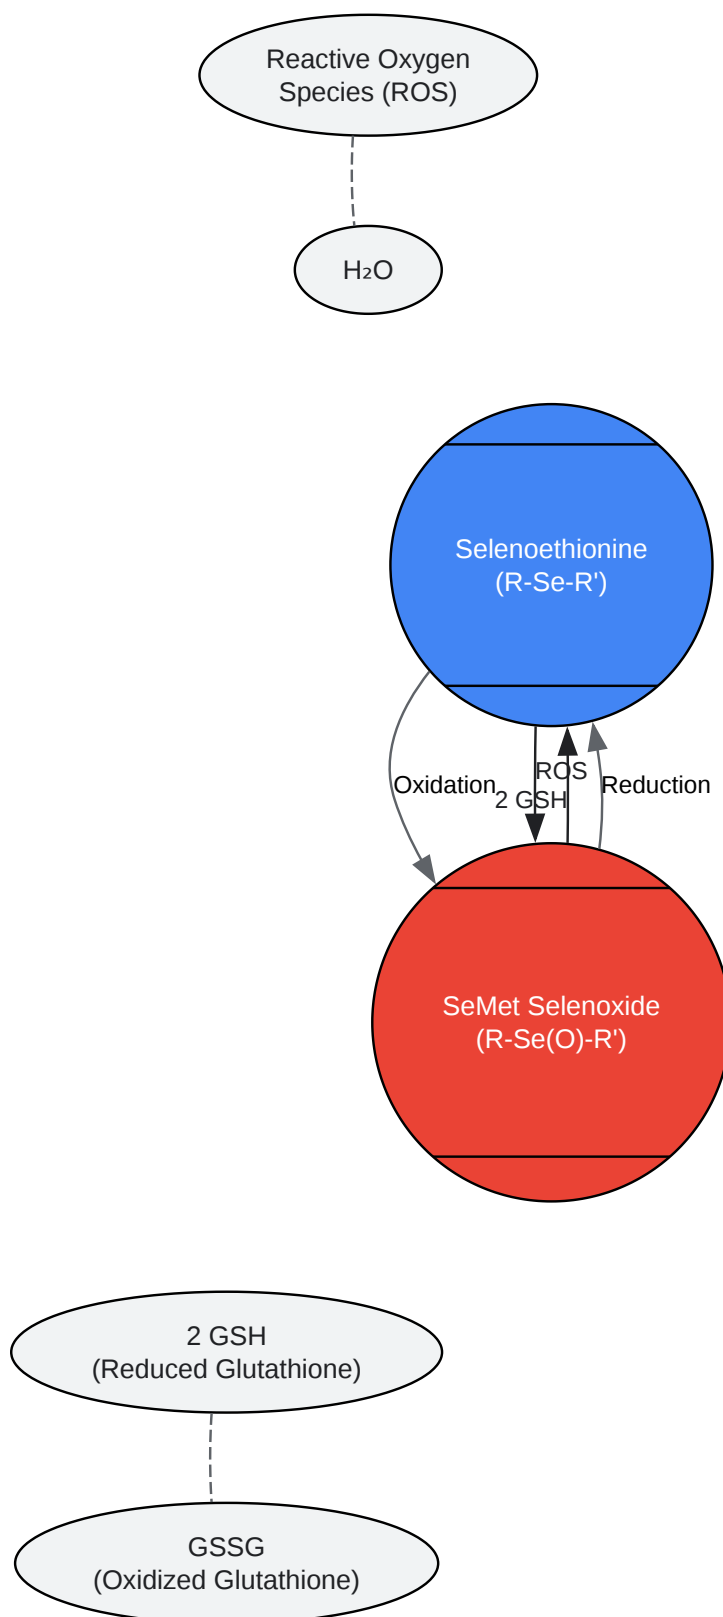 Reactive Oxygen
Species (ROS)
H₂O
Selenoethionine
(R-Se-R')
Oxidation
ROS
2 GSH
Reduction
SeMet Selenoxide
(R-Se(O)-R')
2 GSH
(Reduced Glutathione)
GSSG
(Oxidized Glutathione)